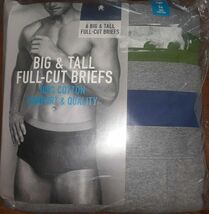 6 BIG & TALL
FULL-CUT BRIEFS
BIG & TALL
FULL-CUT BRIEFS
100% COTTON
COMFORT & QUALITY